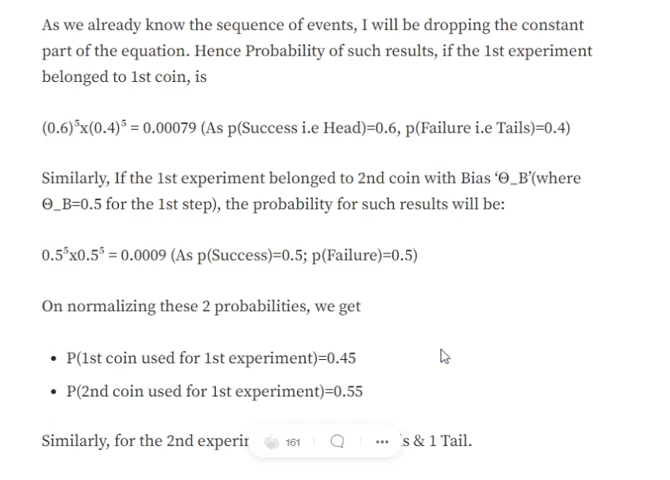 As we already know the sequence of events, I will be dropping the constant
part of the equation. Hence Probability of such results, if the 1st experiment
belonged to 1st coin, is
(0.6)⁵x(0.4)⁵ = 0.00079 (As p(Success i.e Head)=0.6, p(Failure i.e Tails)=0.4)
Similarly, If the 1st experiment belonged to 2nd coin with Bias ‘Θ_B’(where
Θ_B=0.5 for the 1st step), the probability for such results will be:
0.5⁵x0.5⁵ = 0.0009 (As p(Success)=0.5; p(Failure)=0.5)
On normalizing these 2 probabilities, we get
• P(1st coin used for 1st experiment)=0.45
• P(2nd coin used for 1st experiment)=0.55
Similarly, for the 2nd 161 & 1 Tail.